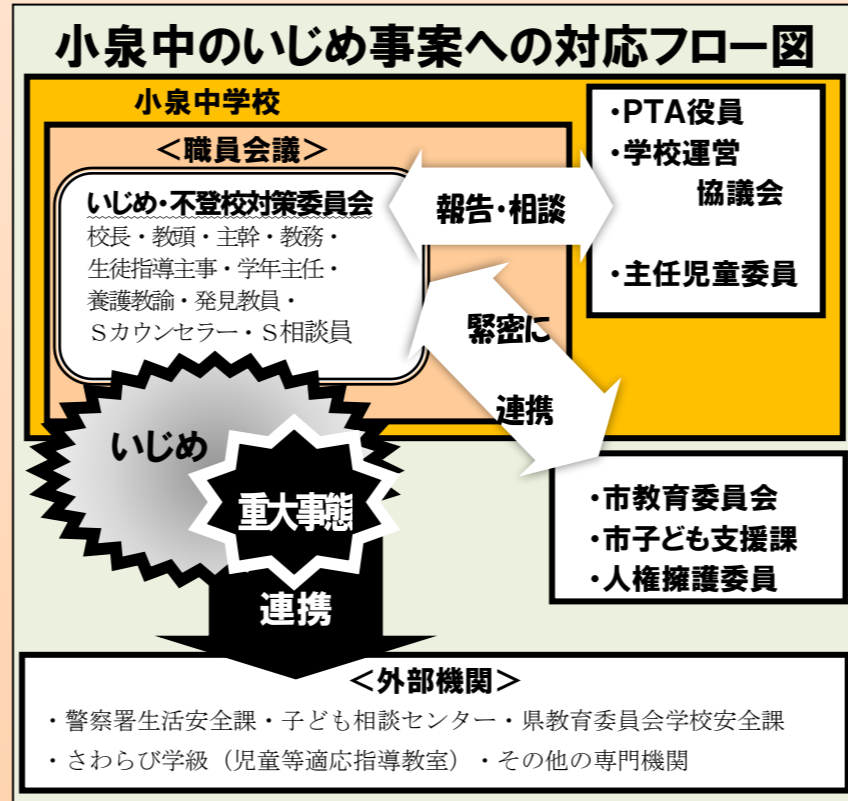 小泉中のいじめ事案への対応フロー図
小泉中学校
＜職員会議＞
いじめ・不登校対策委員会
校長・教頭・主幹・教務・
生徒指導主事・学年主任・
養護教諭・発見教員・
Ｓカウンセラー・Ｓ相談員
報告・相談
・PTA役員
・学校運営
協議会
・主任児童委員
緊密に
連携
・市教育委員会
・市子ども支援課
・人権擁護委員
いじめ
重大事態
連携
＜外部機関＞
・警察署生活安全課・子ども相談センター・県教育委員会学校安全課
・さわらび学級（児童等適応指導教室）・その他の専門機関